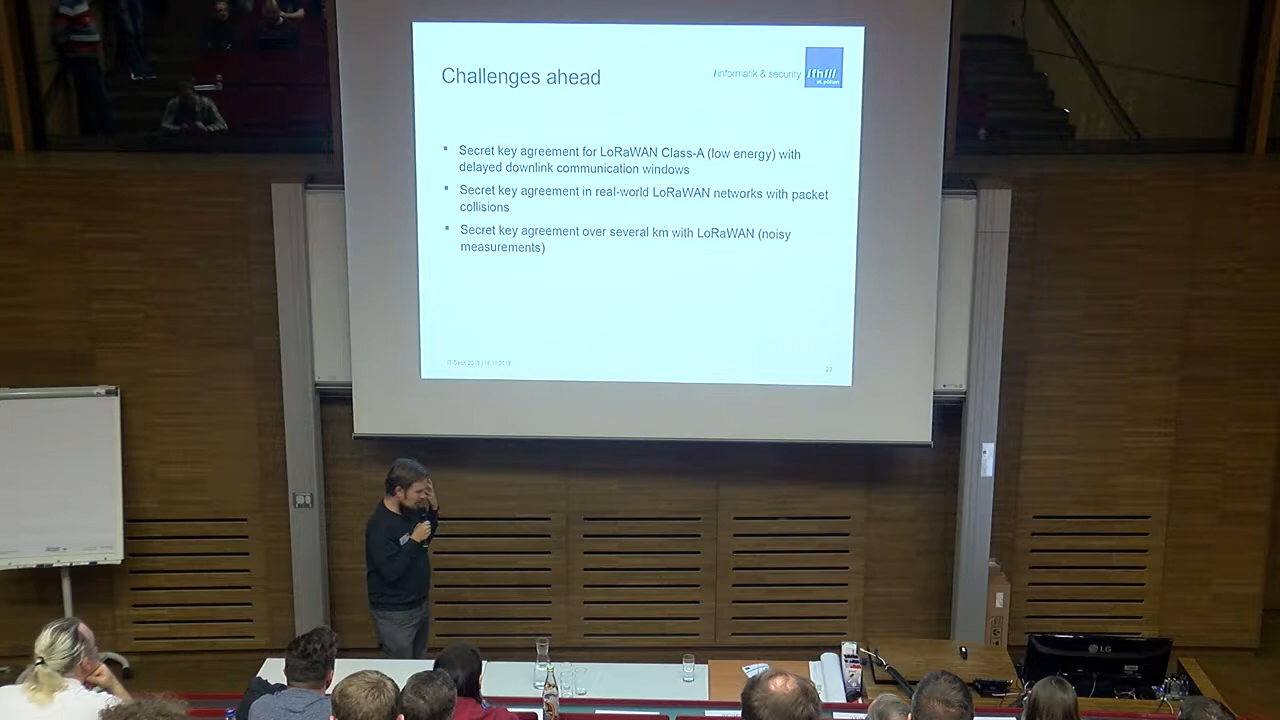 Challenges ahead
/informatik & security
/fh///
st. pölten
Secret key agreement for LoRaWAN Class-A (low energy) with
delayed downlink communication windows
Secret key agreement in real-world LoRaWAN networks with packet
collisions
Secret key agreement over several km with LoRaWAN (noisy
measurements)
23
LG